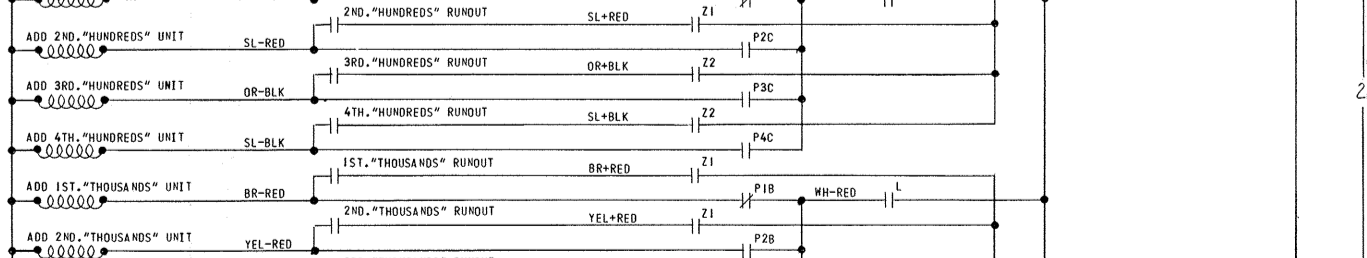 2ND."HUNDREDS" RUNOUT SL+RED Z1
ADD 2ND."HUNDREDS" UNIT SL-RED P2C
3RD."HUNDREDS" RUNOUT OR+BLK Z2
ADD 3RD."HUNDREDS" UNIT OR-BLK P3C
2
4TH."HUNDREDS" RUNOUT SL+BLK Z2
ADD 4TH."HUNDREDS" UNIT SL-BLK P4C
1ST."THOUSANDS" RUNOUT BR+RED Z1
ADD 1ST."THOUSANDS" UNIT BR-RED P1B WH-RED L
2ND."THOUSANDS" RUNOUT YEL+RED Z1
ADD 2ND."THOUSANDS" UNIT YEL-RED P2B